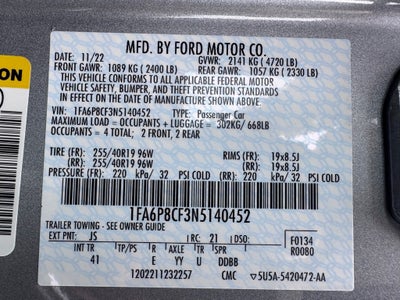 MFD. BY FORD MOTOR CO.
DATE: 11/22 GVWR: 2141 KG ( 4720 LB)
FRONT GAWR: 1089 KG ( 2400 LB) REAR GAWR: 1057 KG ( 2330 LB)
THIS VEHICLE CONFORMS TO ALL APPLICABLE FEDERAL MOTOR
VEHICLE SAFETY, BUMPER, AND THEFT PREVENTION STANDARDS
IN EFFECT ON THE DATE OF MANUFACTURE SHOWN ABOVE
VIN: 1FA6P8CF3N5140452 TYPE: Passenger Car
MAXIMUM LOAD = OCCUPANTS + LUGGAGE = 302KG/ 668LB
OCCUPANTS = 4 TOTAL; 2 FRONT, 2 REAR
TIRE (FR): 255/40R19 96W RIMS (FR): 19x8.5J
(RR): 255/40R19 96W (RR): 19x8.5J
PRESSURE (FR) 220 kPa/ 32 PSI COLD (RR) 220 kPa/ 32 PSI COLD
1FA6P8CF3N5140452
TRAILER TOWING - SEE OWNER GUIDE
EXT PNT: JS RC: 21 DSO: F0134
R0080
INT TR TP/PS R AXLE TR SPR
41 E YY U DDBB
1202211232257 CMC 5U5A-5420472-AA